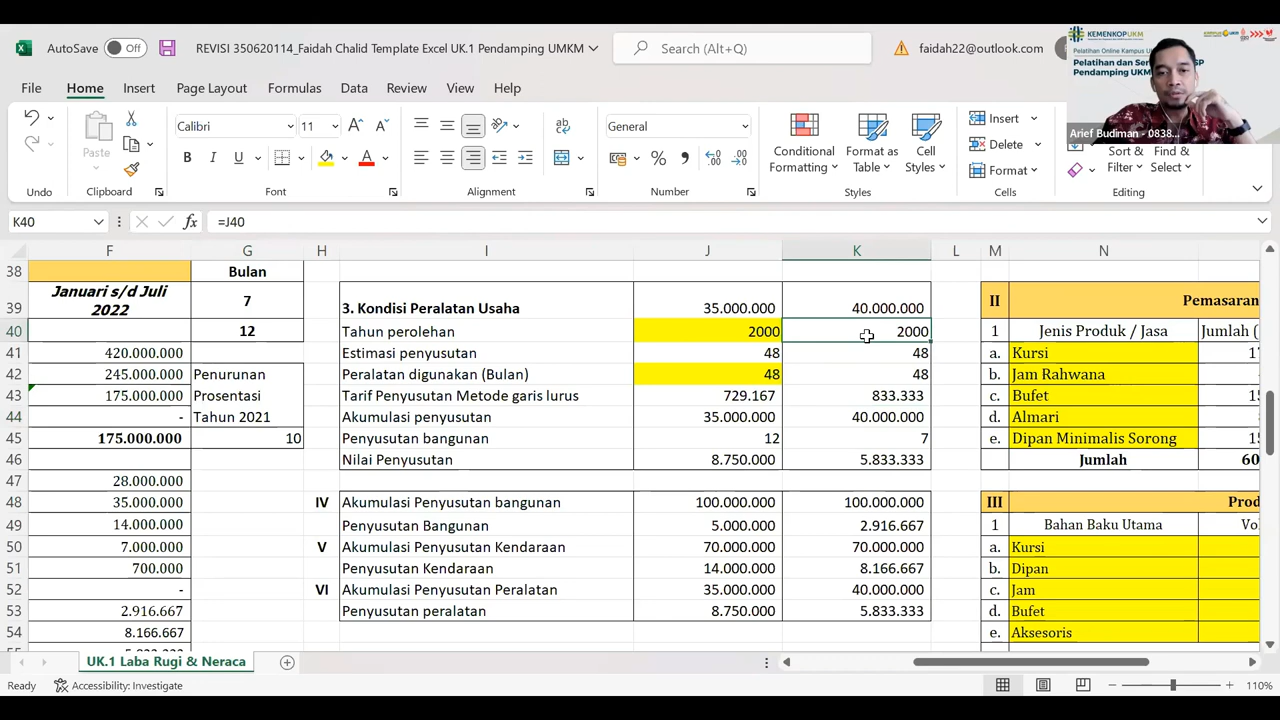 AutoSave Off REVISI 350620114_Faidah Chalid Template Excel UK.1 Pendamping UMKM Search (Alt+Q) faidah22@outlook.com
KEMENKOPUKM
Pelatihan Online Kampus
Pelatihan dan Ser
Pendamping UKM
Arief Budiman - 0838...
File Home Insert Page Layout Formulas Data Review View Help
Calibri 11 General
Paste
Conditional Formatting Format as Table Cell Styles
Insert
Delete
Format
Sort & Filter Find & Select
Undo Clipboard Font Alignment Number Styles Cells Editing
K40 fx =J40
F G H I J K L M N
38 Bulan
39 Januari s/d Juli 2022 7 3. Kondisi Peralatan Usaha 35.000.000 40.000.000 II Pemasaran
40 12 Tahun perolehan 2000 2000 1 Jenis Produk / Jasa Jumlah (
41 420.000.000 Estimasi penyusutan 48 48 a. Kursi
42 245.000.000 Penurunan Peralatan digunakan (Bulan) 48 48 b. Jam Rahwana
43 175.000.000 Prosentasi Tarif Penyusutan Metode garis lurus 729.167 833.333 c. Bufet
44 - Tahun 2021 Akumulasi penyusutan 35.000.000 40.000.000 d. Almari
45 175.000.000 10 Penyusutan bangunan 12 7 e. Dipan Minimalis Sorong
46 Nilai Penyusutan 8.750.000 5.833.333 Jumlah 60
47 28.000.000
48 35.000.000 IV Akumulasi Penyusutan bangunan 100.000.000 100.000.000 III Prod
49 14.000.000 Penyusutan Bangunan 5.000.000 2.916.667 1 Bahan Baku Utama Vo
50 7.000.000 V Akumulasi Penyusutan Kendaraan 70.000.000 70.000.000 a. Kursi
51 700.000 Penyusutan Kendaraan 14.000.000 8.166.667 b. Dipan
52 - VI Akumulasi Penyusutan Peralatan 35.000.000 40.000.000 c. Jam
53 2.916.667 Penyusutan peralatan 8.750.000 5.833.333 d. Bufet
54 8.166.667 e. Aksesoris
UK.1 Laba Rugi & Neraca
Ready Accessibility: Investigate 110%